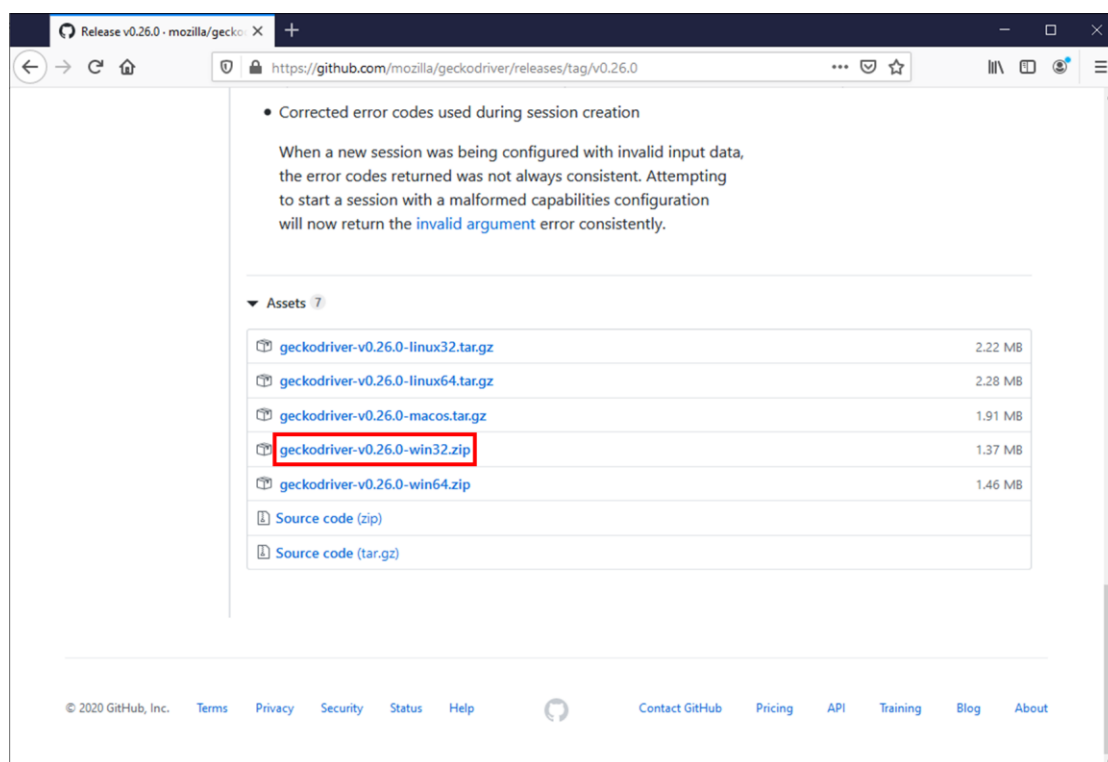 Release v0.26.0 · mozilla/gecko
https://github.com/mozilla/geckodriver/releases/tag/v0.26.0
Corrected error codes used during session creation
When a new session was being configured with invalid input data,
the error codes returned was not always consistent. Attempting
to start a session with a malformed capabilities configuration
will now return the invalid argument error consistently.
Assets 7
geckodriver-v0.26.0-linux32.tar.gz 2.22 MB
geckodriver-v0.26.0-linux64.tar.gz 2.28 MB
geckodriver-v0.26.0-macos.tar.gz 1.91 MB
geckodriver-v0.26.0-win32.zip 1.37 MB
geckodriver-v0.26.0-win64.zip 1.46 MB
Source code (zip)
Source code (tar.gz)
© 2020 GitHub, Inc. Terms Privacy Security Status Help Contact GitHub Pricing API Training Blog About